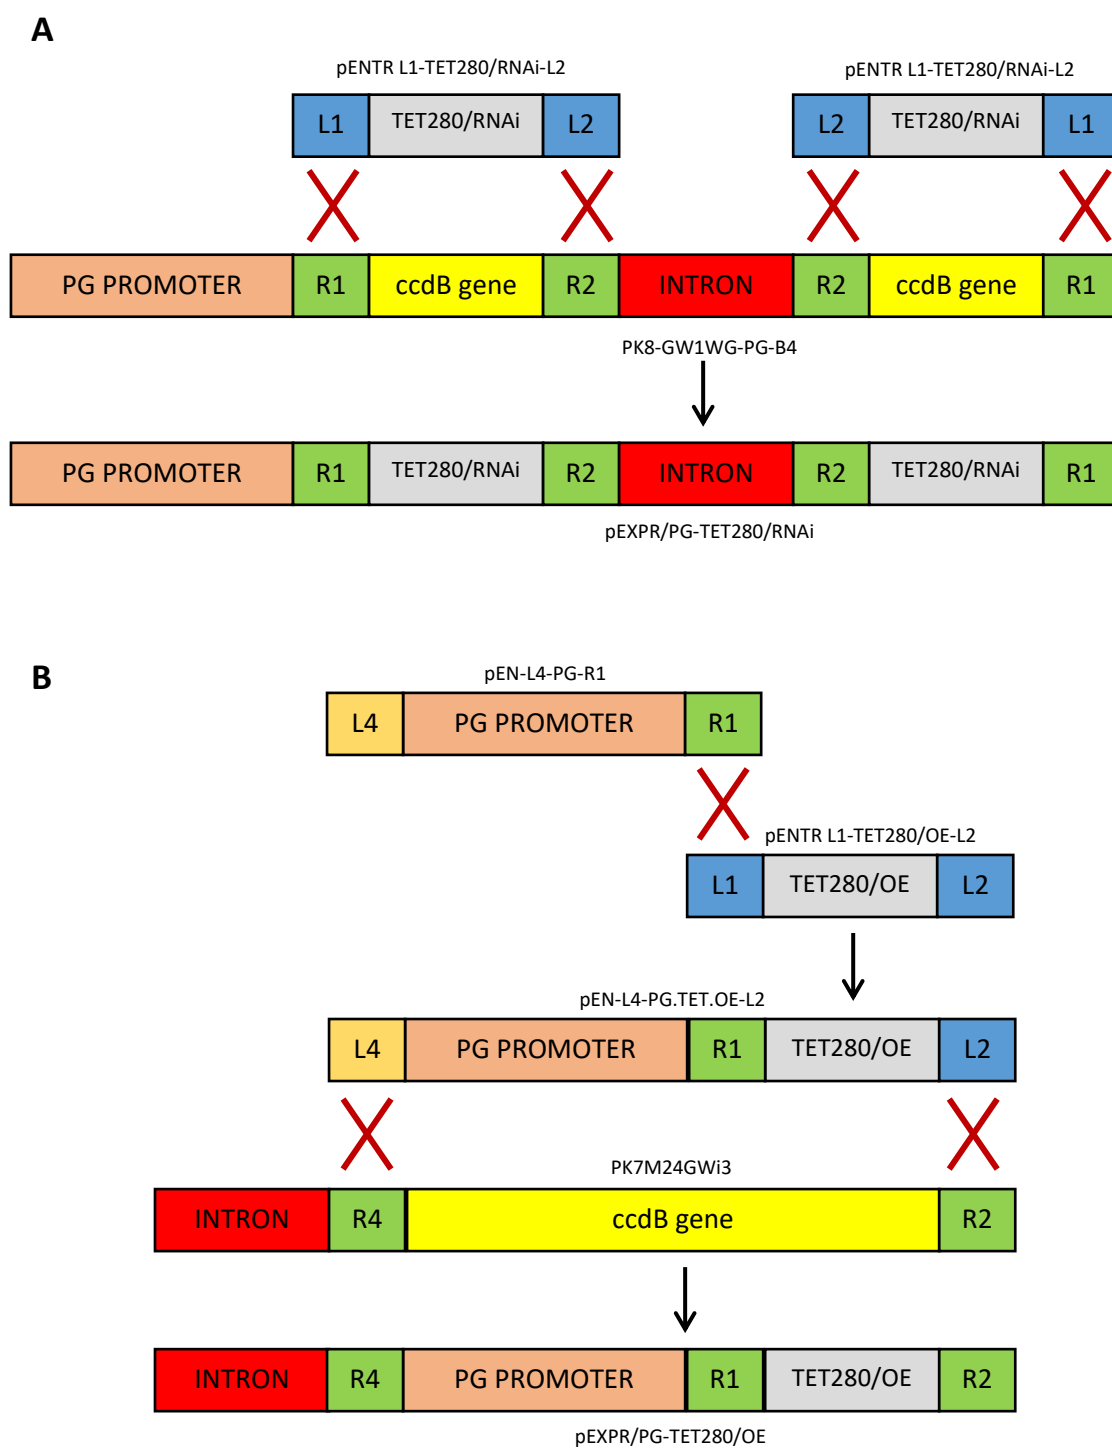 A
pENTR L1-TET280/RNAi-L2 pENTR L1-TET280/RNAi-L2
L1 TET280/RNAi L2 L2 TET280/RNAi L1
PG PROMOTER R1 ccdB gene R2 INTRON R2 ccdB gene R1
PK8-GW1WG-PG-B4
PG PROMOTER R1 TET280/RNAi R2 INTRON R2 TET280/RNAi R1
pEXPR/PG-TET280/RNAi
B
pEN-L4-PG-R1
L4 PG PROMOTER R1
pENTR L1-TET280/OE-L2
L1 TET280/OE L2
pEN-L4-PG.TET.OE-L2
L4 PG PROMOTER R1 TET280/OE L2
PK7M24GWi3
INTRON R4 ccdB gene R2
INTRON R4 PG PROMOTER R1 TET280/OE R2
pEXPR/PG-TET280/OE